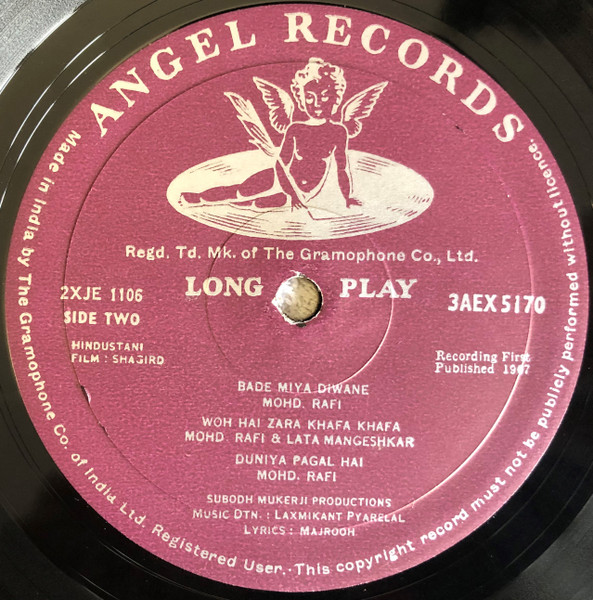 ANGEL RECORDS
Regd. Td. Mk. of The Gramophone Co., Ltd.
LONG PLAY
2XJE 1106
SIDE TWO
3AEX 5170
HINDUSTANI
FILM : SHAGIRD
Recording First
Published 1967
BADE MIYA DIWANE
MOHD. RAFI
WOH HAI ZARA KHAFA KHAFA
MOHD. RAFI & LATA MANGESHKAR
DUNIYA PAGAL HAI
MOHD. RAFI
SUBODH MUKERJI PRODUCTIONS
MUSIC DTN. : LAXMIKANT PYARELAL
LYRICS : MAJROOH
Made in India by The Gramophone Co. of India Ltd. Registered User. · This copyright record must not be publicly performed without licence.